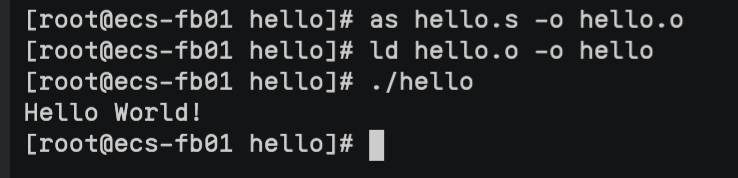 [root@ecs-fb01 hello]# as hello.s -o hello.o
[root@ecs-fb01 hello]# ld hello.o -o hello
[root@ecs-fb01 hello]# ./hello
Hello World!
[root@ecs-fb01 hello]#